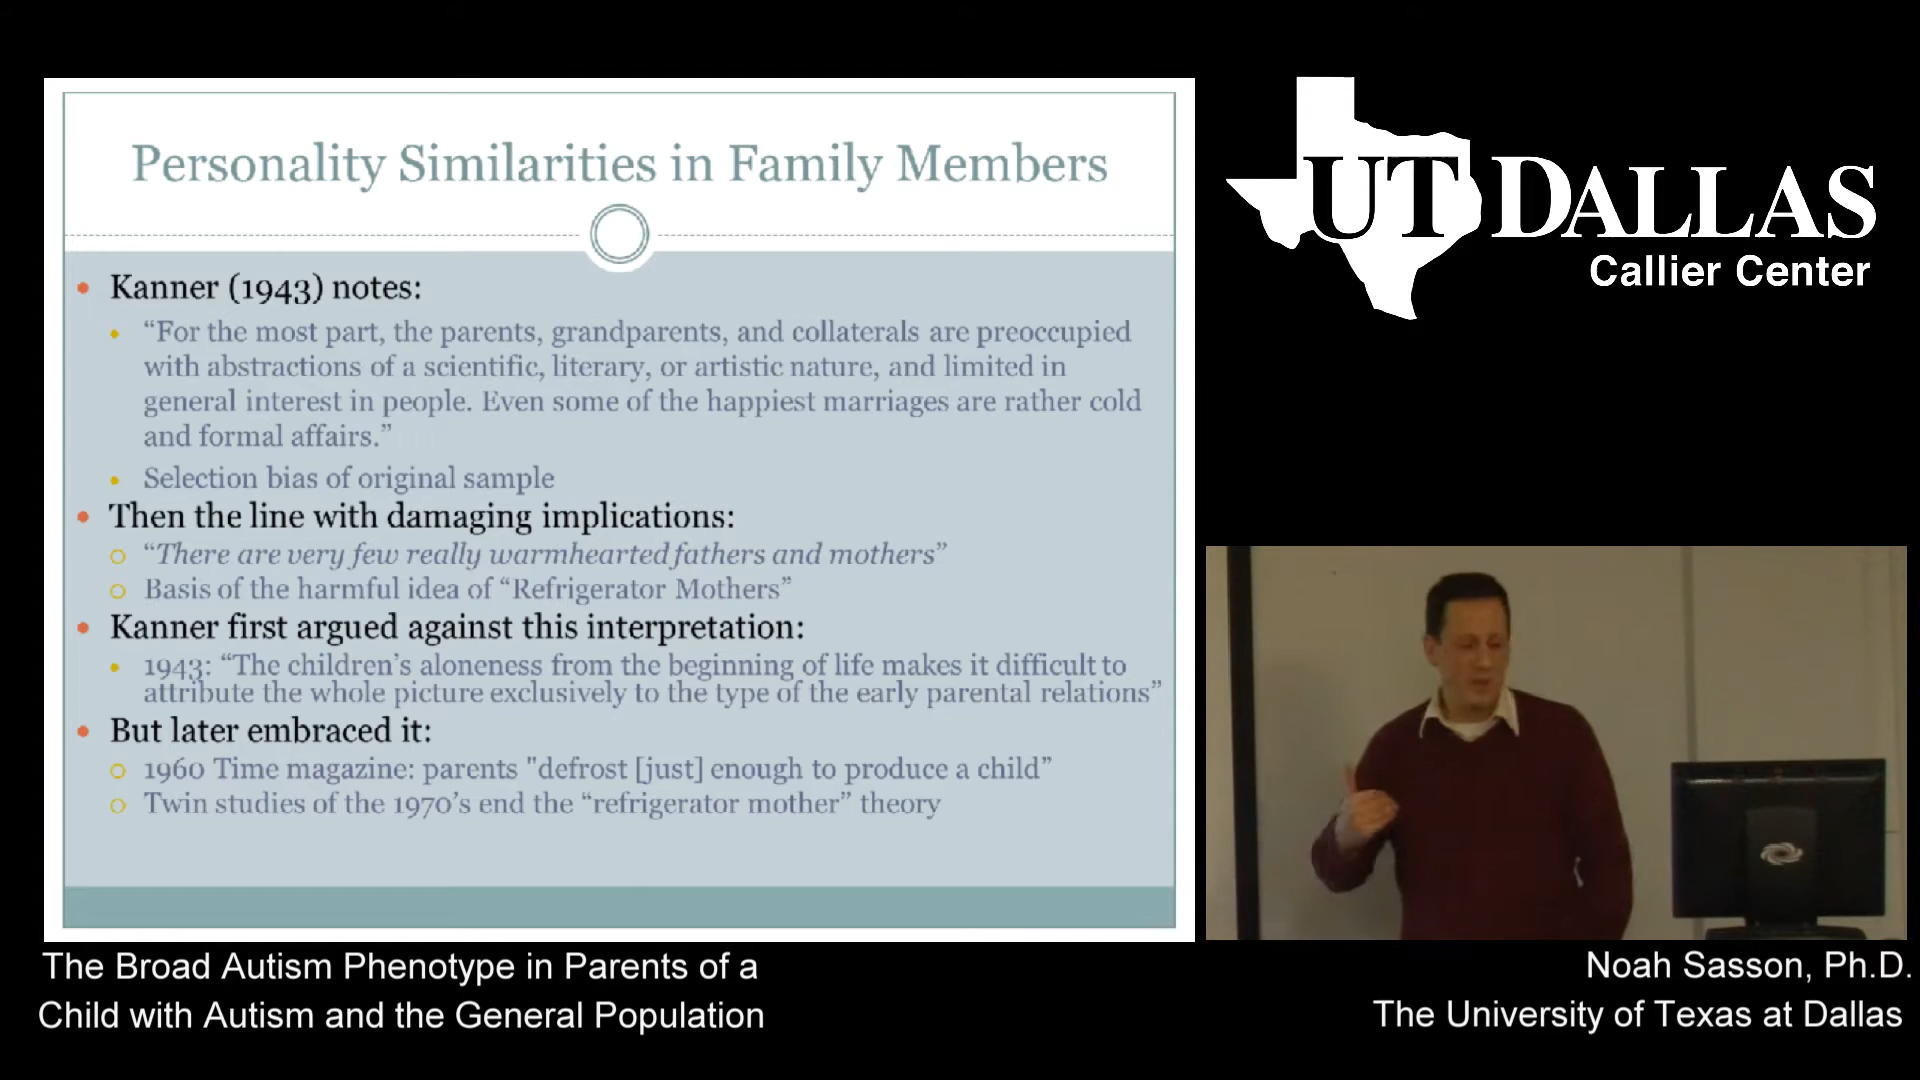 Personality Similarities in Family Members
• Kanner (1943) notes:
• “For the most part, the parents, grandparents, and collaterals are preoccupied
with abstractions of a scientific, literary, or artistic nature, and limited in
general interest in people. Even some of the happiest marriages are rather cold
and formal affairs.”
• Selection bias of original sample
• Then the line with damaging implications:
○ “There are very few really warmhearted fathers and mothers”
○ Basis of the harmful idea of “Refrigerator Mothers”
• Kanner first argued against this interpretation:
• 1943: “The children’s aloneness from the beginning of life makes it difficult to
attribute the whole picture exclusively to the type of the early parental relations”
• But later embraced it:
○ 1960 Time magazine: parents "defrost [just] enough to produce a child”
○ Twin studies of the 1970’s end the “refrigerator mother” theory
UT DALLAS
Callier Center
The Broad Autism Phenotype in Parents of a
Child with Autism and the General Population
Noah Sasson, Ph.D.
The University of Texas at Dallas